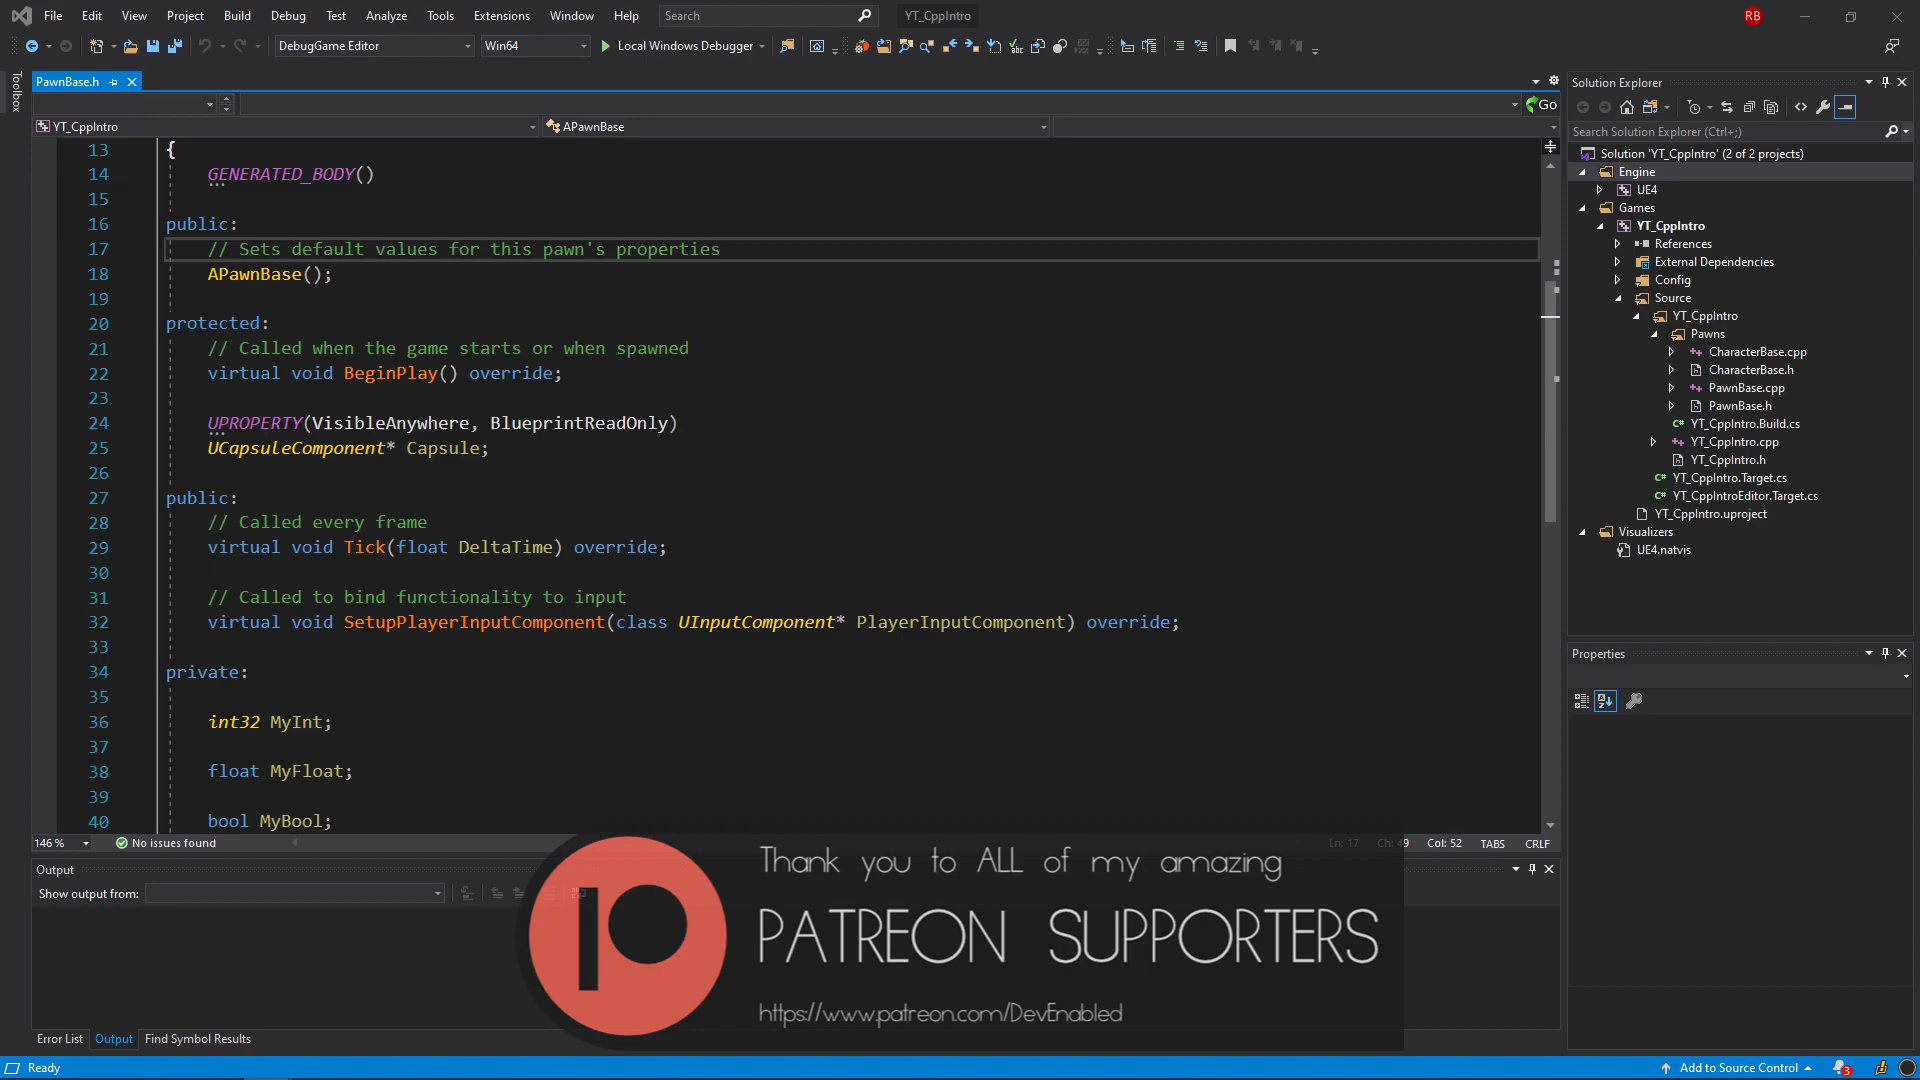 File Edit View Project Build Debug Test Analyze Tools Extensions Window Help Search YT_CppIntro RB
DebugGame Editor Win64 Local Windows Debugger
Toolbox
PawnBase.h
Go
YT_CppIntro APawnBase
13 {
14 GENERATED_BODY()
15
16 public:
17 // Sets default values for this pawn's properties
18 APawnBase();
19
20 protected:
21 // Called when the game starts or when spawned
22 virtual void BeginPlay() override;
23
24 UPROPERTY(VisibleAnywhere, BlueprintReadOnly)
25 UCapsuleComponent* Capsule;
26
27 public:
28 // Called every frame
29 virtual void Tick(float DeltaTime) override;
30
31 // Called to bind functionality to input
32 virtual void SetupPlayerInputComponent(class UInputComponent* PlayerInputComponent) override;
33
34 private:
35
36 int32 MyInt;
37
38 float MyFloat;
39
40 bool MyBool;
146 % No issues found Ln: 17 Ch: 49 Col: 52 TABS CRLF
Output
Show output from:
Thank you to ALL of my amazing
PATREON SUPPORTERS
https://www.patreon.com/DevEnabled
Error List Output Find Symbol Results
Solution Explorer
Search Solution Explorer (Ctrl+;)
Solution 'YT_CppIntro' (2 of 2 projects)
Engine
UE4
Games
YT_CppIntro
References
External Dependencies
Config
Source
YT_CppIntro
Pawns
CharacterBase.cpp
CharacterBase.h
PawnBase.cpp
PawnBase.h
YT_CppIntro.Build.cs
YT_CppIntro.cpp
YT_CppIntro.h
YT_CppIntro.Target.cs
YT_CppIntroEditor.Target.cs
YT_CppIntro.uproject
Visualizers
UE4.natvis
Properties
Ready Add to Source Control 3